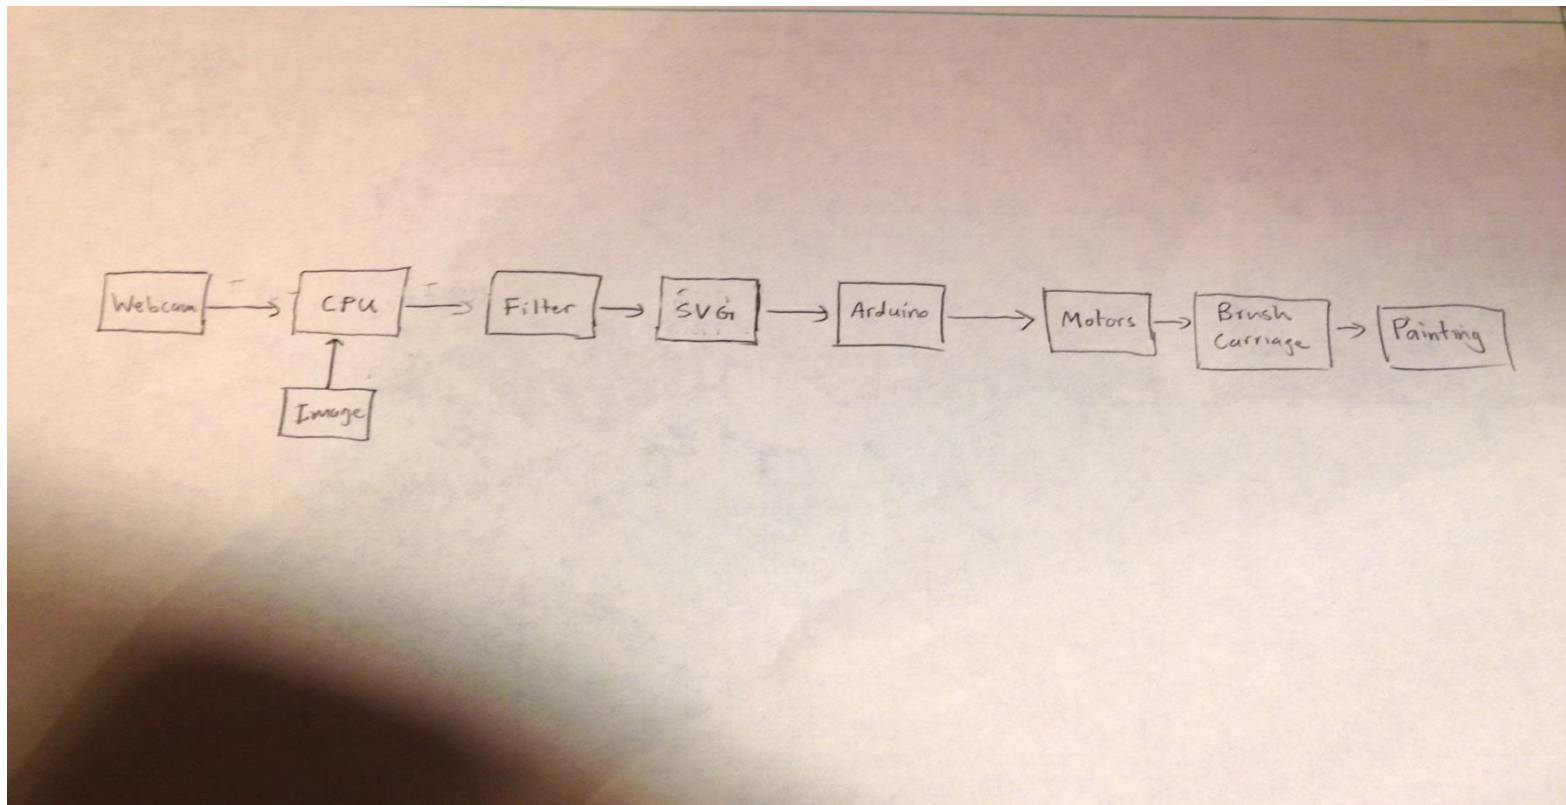 Webcam
CPU
Filter
SVG
Arduino
Motors
Brush
Carriage
Painting
Image